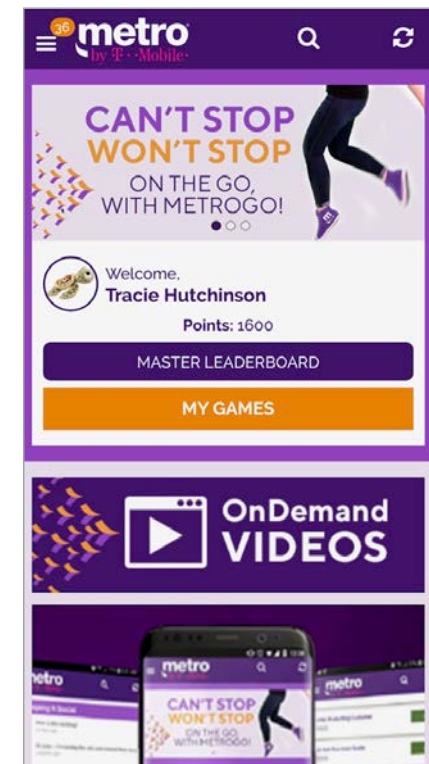 36
metro
by T-Mobile
CAN'T STOP
WON'T STOP
ON THE GO,
WITH METROGO!
Welcome,
Tracie Hutchinson
Points: 1600
MASTER LEADERBOARD
MY GAMES
OnDemand
VIDEOS
metro
CAN'T STOP
WON'T STOP
ON THE GO,
WITH METROGO!
metro